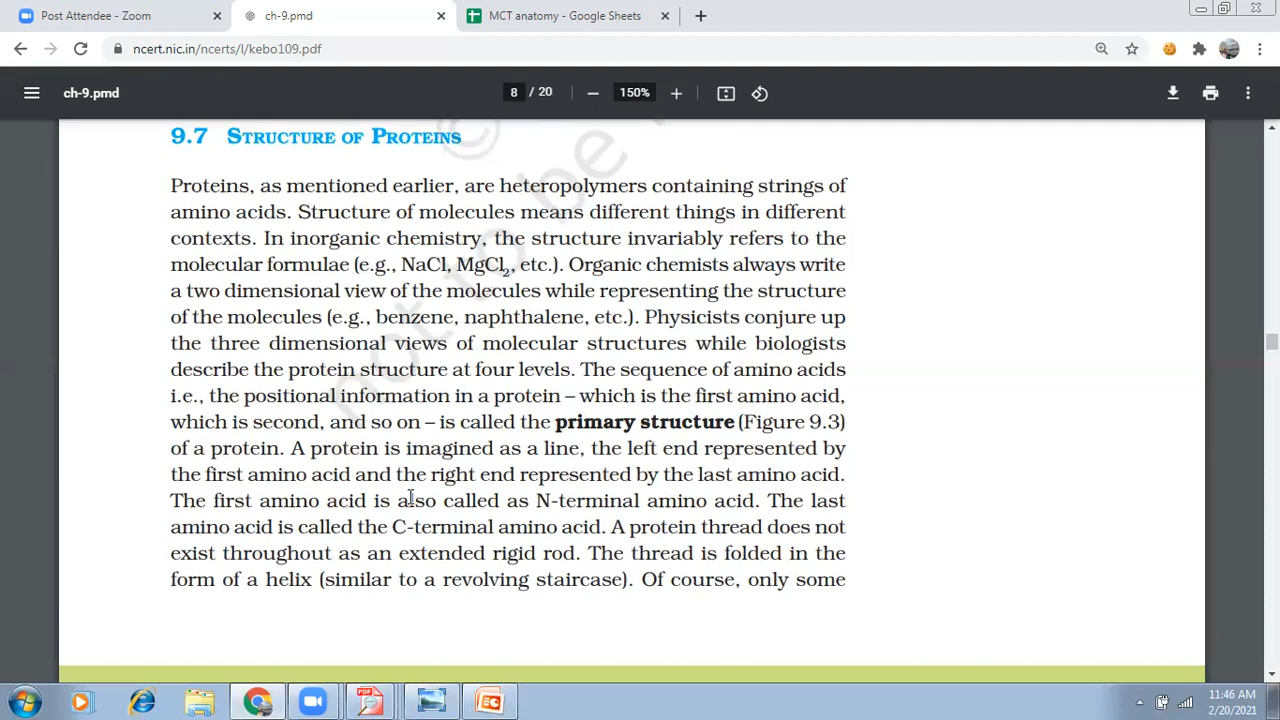 Post Attendee - Zoom
ch-9.pmd
MCT anatomy - Google Sheets
ncert.nic.in/ncerts/l/kebo109.pdf
ch-9.pmd
8 / 20
150%
9.7 STRUCTURE OF PROTEINS
Proteins, as mentioned earlier, are heteropolymers containing strings of
amino acids. Structure of molecules means different things in different
contexts. In inorganic chemistry, the structure invariably refers to the
molecular formulae (e.g., NaCl, MgCl₂, etc.). Organic chemists always write
a two dimensional view of the molecules while representing the structure
of the molecules (e.g., benzene, naphthalene, etc.). Physicists conjure up
the three dimensional views of molecular structures while biologists
describe the protein structure at four levels. The sequence of amino acids
i.e., the positional information in a protein – which is the first amino acid,
which is second, and so on – is called the primary structure (Figure 9.3)
of a protein. A protein is imagined as a line, the left end represented by
the first amino acid and the right end represented by the last amino acid.
The first amino acid is also called as N-terminal amino acid. The last
amino acid is called the C-terminal amino acid. A protein thread does not
exist throughout as an extended rigid rod. The thread is folded in the
form of a helix (similar to a revolving staircase). Of course, only some
©
not to be
11:46 AM
2/20/2021